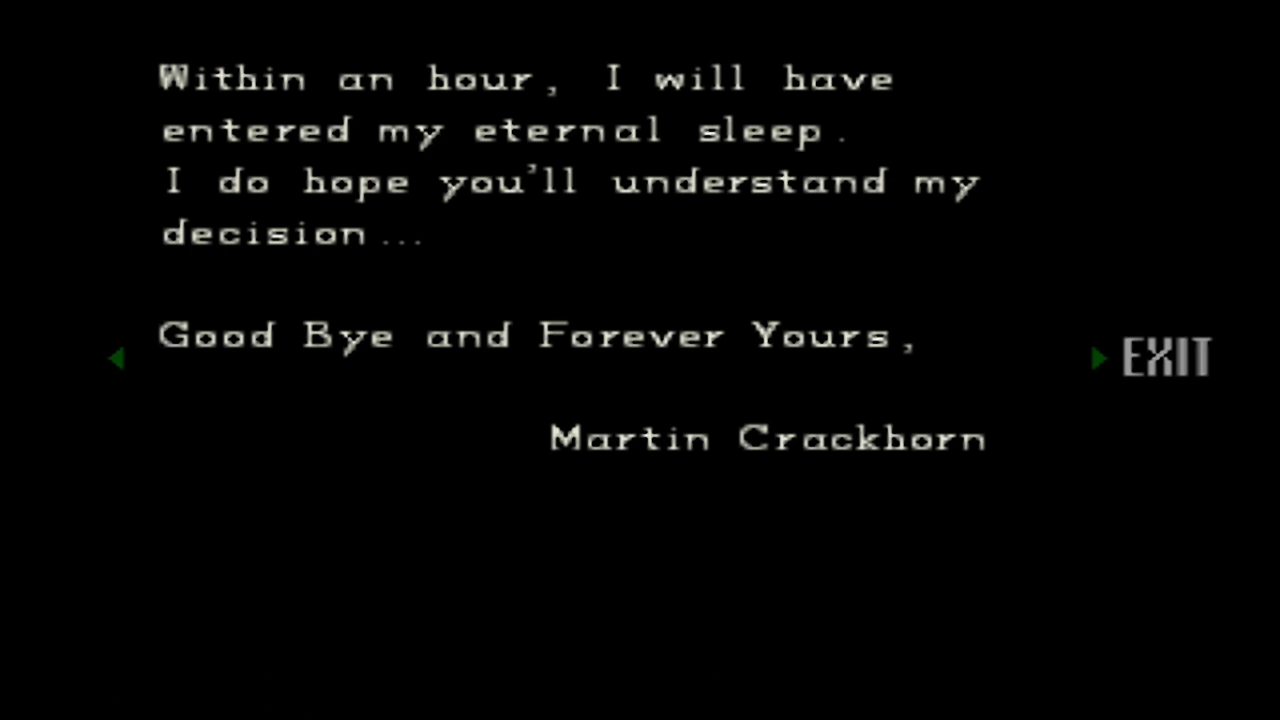 Within an hour, I will have
entered my eternal sleep.
I do hope you'll understand my
decision...
Good Bye and Forever Yours,
EXIT
Martin Crackhorn